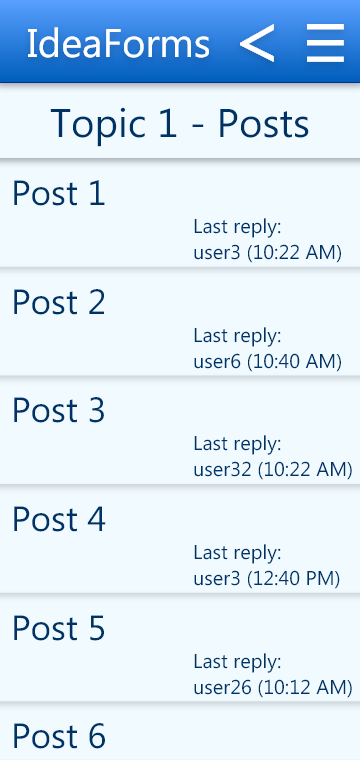 IdeaForms
Topic 1 - Posts
Post 1
Last reply:
user3 (10:22 AM)
Post 2
Last reply:
user6 (10:40 AM)
Post 3
Last reply:
user32 (10:22 AM)
Post 4
Last reply:
user3 (12:40 PM)
Post 5
Last reply:
user26 (10:12 AM)
Post 6